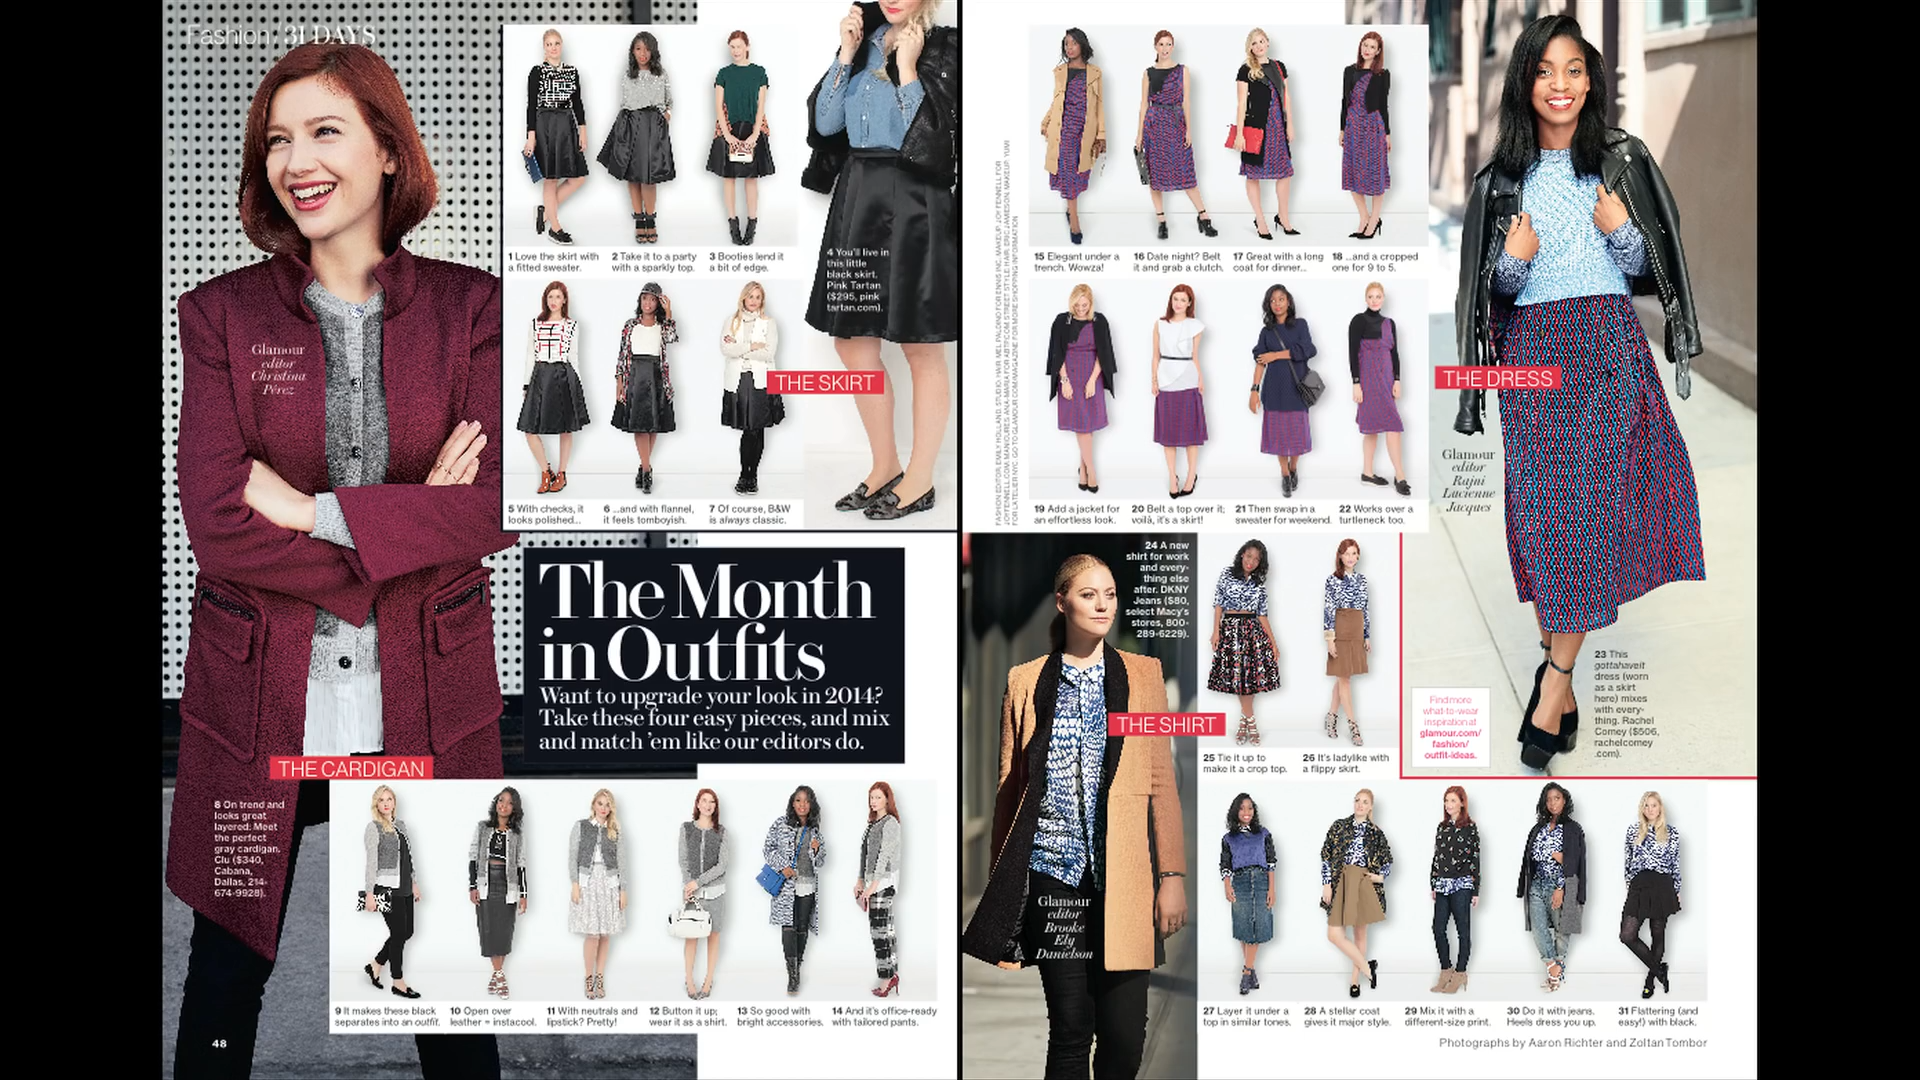 Fashion / 31 DAYS
Glamour
editor
Christina
Pérez
1 Love the skirt with
a fitted sweater.
2 Take it to a party
with a sparkly top.
3 Booties lend it
a bit of edge.
4 You'll live in
this little
black skirt.
Pink Tartan
($295, pink
tartan.com).
5 With checks, it
looks polished...
6 ...and with flannel,
it feels tomboyish.
7 Of course, B&W
is always classic.
THE SKIRT
The Month
in Outfits
Want to upgrade your look in 2014?
Take these four easy pieces, and mix
and match 'em like our editors do.
THE CARDIGAN
8 On trend and
looks great
layered: Meet
the perfect
gray cardigan.
Clu ($340,
Cabana,
Dallas, 214-
674-9928).
9 It makes these black
separates into an outfit.
10 Open over
leather = instacool.
11 With neutrals and
lipstick? Pretty!
12 Button it up;
wear it as a shirt.
13 So good with
bright accessories.
14 And it's office-ready
with tailored pants.
48
15 Elegant under a
trench. Wowza!
16 Date night? Belt
it and grab a clutch.
17 Great with a long
coat for dinner...
18 ...and a cropped
one for 9 to 5.
19 Add a jacket for
an effortless look.
20 Belt a top over it;
voilà, it's a skirt!
21 Then swap in a
sweater for weekend.
22 Works over a
turtleneck too.
THE DRESS
Glamour
editor
Rajni
Lucienne
Jacques
23 This
gottahaveit
dress (worn
as a skirt
here) mixes
with every-
thing. Rachel
Comey ($506,
rachelcomey
.com).
Find more
what-to-wear
inspiration at
glamour.com/
fashion/
outfit-ideas.
24 A new
shirt for work
and every-
thing else
after. DKNY
Jeans ($80,
select Macy's
stores, 800-
289-6229).
THE SHIRT
Glamour
editor
Brooke
Ely
Danielson
25 Tie it up to
make it a crop top.
26 It's ladylike with
a flippy skirt.
27 Layer it under a
top in similar tones.
28 A stellar coat
gives it major style.
29 Mix it with a
different-size print.
30 Do it with jeans.
Heels dress you up.
31 Flattering (and
easy!) with black.
Photographs by Aaron Richter and Zoltan Tombor